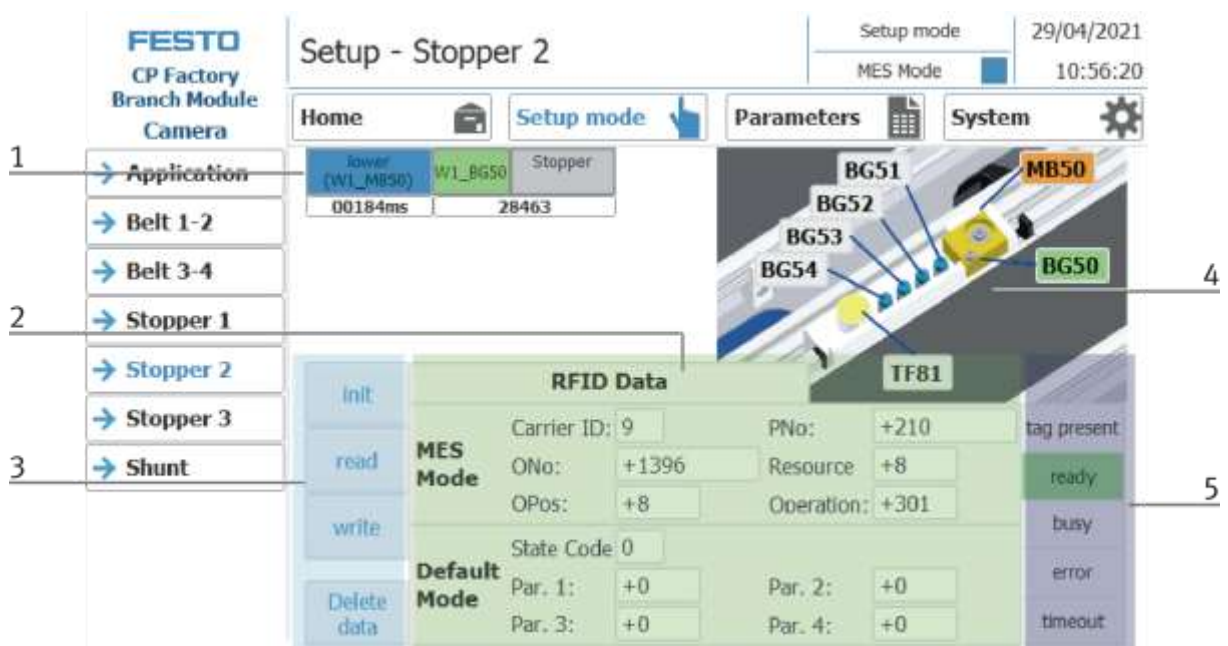 FESTO
CP Factory
Branch Module
Camera
Setup - Stopper 2
Setup mode
MES Mode
29/04/2021
10:56:20
Home
Setup mode
Parameters
System
1
Application
Belt 1-2
Belt 3-4
Stopper 1
2
Stopper 2
Stopper 3
3
Shunt
lower
(W1_MB50)
W1_BG50
Stopper
00184ms
28463
BG51
MB50
BG52
BG53
BG54
BG50
4
TF81
init
read
write
Delete
data
RFID Data
MES
Mode
Carrier ID: 9
PNo: +210
ONo: +1396
Resource +8
OPos: +8
Operation: +301
Default
Mode
State Code 0
Par. 1: +0
Par. 2: +0
Par. 3: +0
Par. 4: +0
tag present
ready
5
busy
error
timeout